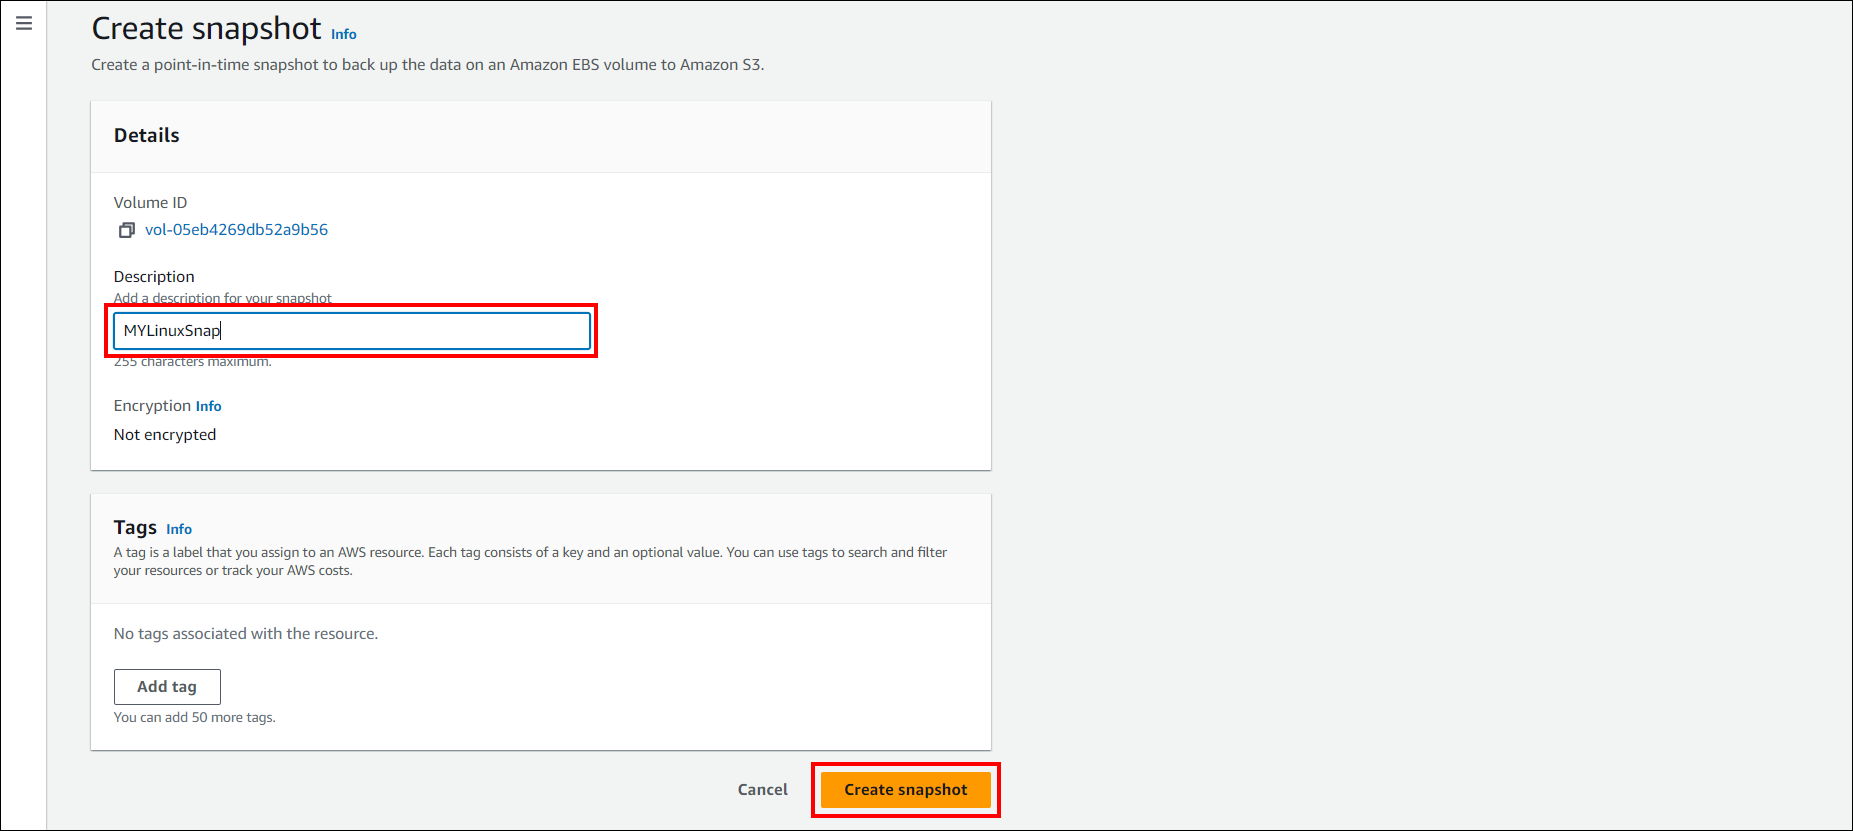 Create snapshot Info
Create a point-in-time snapshot to back up the data on an Amazon EBS volume to Amazon S3.
Details
Volume ID
vol-05eb4269db52a9b56
Description
Add a description for your snapshot
MYLinuxSnap
255 characters maximum.
Encryption Info
Not encrypted
Tags Info
A tag is a label that you assign to an AWS resource. Each tag consists of a key and an optional value. You can use tags to search and filter
your resources or track your AWS costs.
No tags associated with the resource.
Add tag
You can add 50 more tags.
Cancel Create snapshot